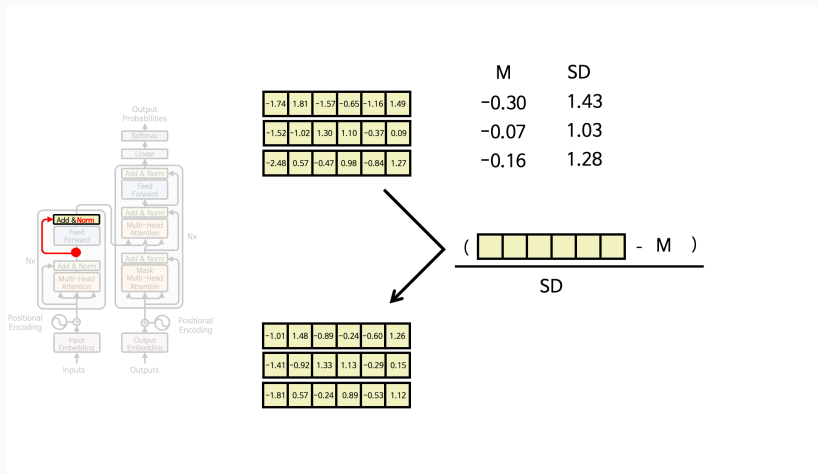 Output
Probabilities
Softmax
Linear
Add & Norm
Feed
Forward
Add & Norm
Multi-Head
Attention
Nx
Add & Norm
Mask
Multi-Head
Attention
Add & Norm
Feed
Forward
Nx
Add & Norm
Multi-Head
Attention
Positional
Encoding
Positional
Encoding
Input
Embedding
Output
Embedding
Inputs
Outputs
-1.74 1.81 -1.57 -0.65 -1.16 1.49
-1.52 -1.02 1.30 1.10 -0.37 0.09
-2.48 0.57 -0.47 0.98 -0.84 1.27
M SD
-0.30 1.43
-0.07 1.03
-0.16 1.28
( - M )
SD
-1.01 1.48 -0.89 -0.24 -0.60 1.26
-1.41 -0.92 1.33 1.13 -0.29 0.15
-1.81 0.57 -0.24 0.89 -0.53 1.12